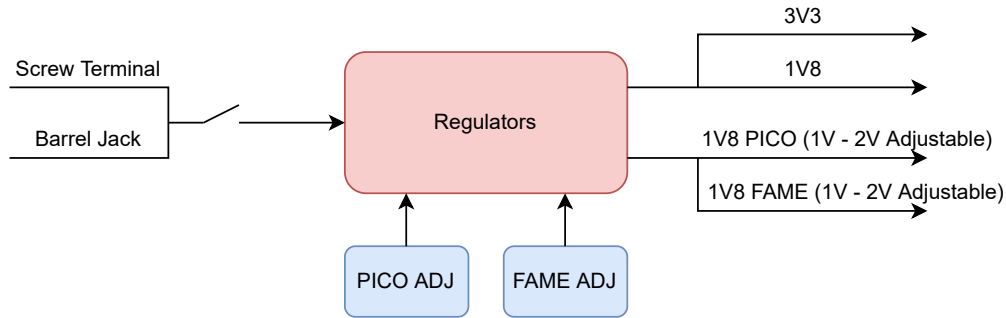 3V3
Screw Terminal
1V8
Regulators
Barrel Jack
1V8 PICO (1V - 2V Adjustable)
1V8 FAME (1V - 2V Adjustable)
PICO ADJ
FAME ADJ